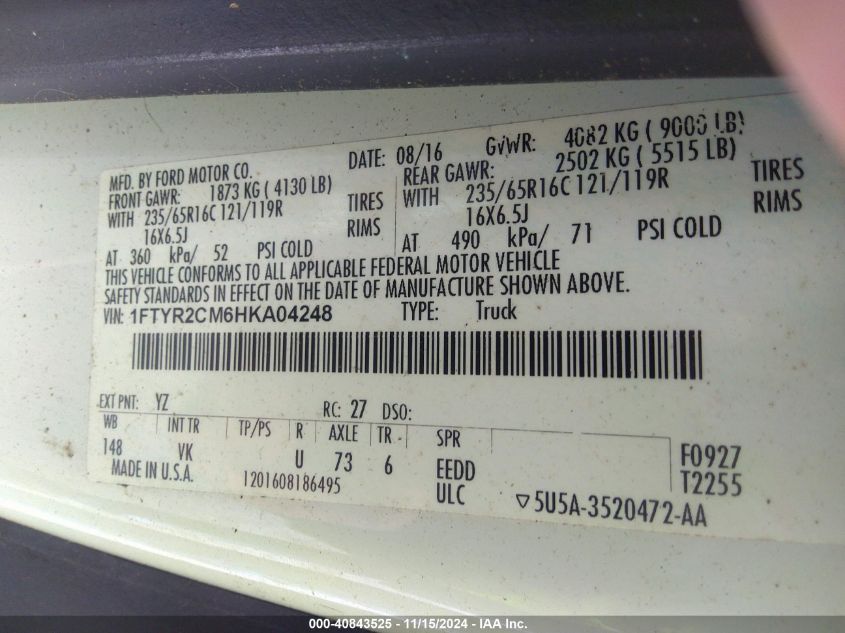 MFD. BY FORD MOTOR CO. DATE: 08/16 GVWR: 4082 KG ( 9000 LB)
FRONT GAWR: 1873 KG ( 4130 LB) REAR GAWR: 2502 KG ( 5515 LB)
WITH 235/65R16C 121/119R TIRES WITH 235/65R16C 121/119R TIRES
16X6.5J RIMS 16X6.5J RIMS
AT 360 kPa/ 52 PSI COLD AT 490 kPa/ 71 PSI COLD
THIS VEHICLE CONFORMS TO ALL APPLICABLE FEDERAL MOTOR VEHICLE
SAFETY STANDARDS IN EFFECT ON THE DATE OF MANUFACTURE SHOWN ABOVE.
VIN: 1FTYR2CM6HKA04248 TYPE: Truck
EXT PNT: YZ RC: 27 DSO:
WB INT TR TP/PS R AXLE TR SPR
148 VK U 73 6 EEDD F0927
MADE IN U.S.A. 1201608186495 ULC T2255
5U5A-3520472-AA
000-40843525 - 11/15/2024 - IAA Inc.